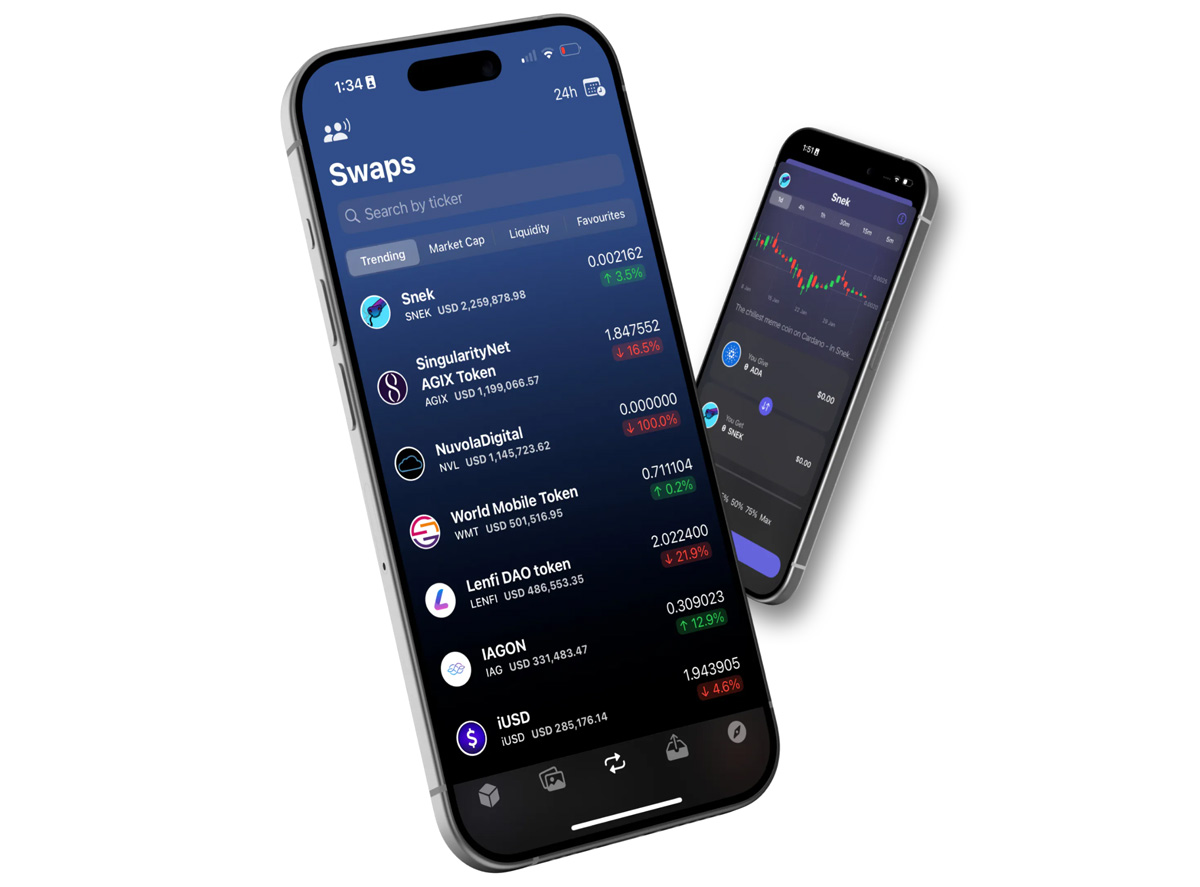 1:34
24h
Swaps
Search by ticker
Trending
Market Cap
Liquidity
Favourites
Snek
SNEK USD 2,259,878.98
0.002162
↑ 3.5%
SingularityNet
AGIX Token
AGIX USD 1,199,066.57
1.847552
↓ 16.5%
NuvolaDigital
NVL USD 1,145,723.62
0.000000
↓ 100.0%
World Mobile Token
WMT USD 501,516.95
0.711104
↑ 0.2%
Lenfi DAO token
LENFI USD 486,553.35
2.022400
↓ 21.9%
IAGON
IAG USD 331,483.47
0.309023
↑ 12.9%
iUSD
iUSD USD 285,176.14
1.943905
↓ 4.6%
$
1:51
Snek
1d
4h
1h
30m
15m
5m
The chillest meme coin on Cardano - in Snek...
You Give
0 ADA
$0.00
You Get
0 SNEK
$0.00
50% 75% Max